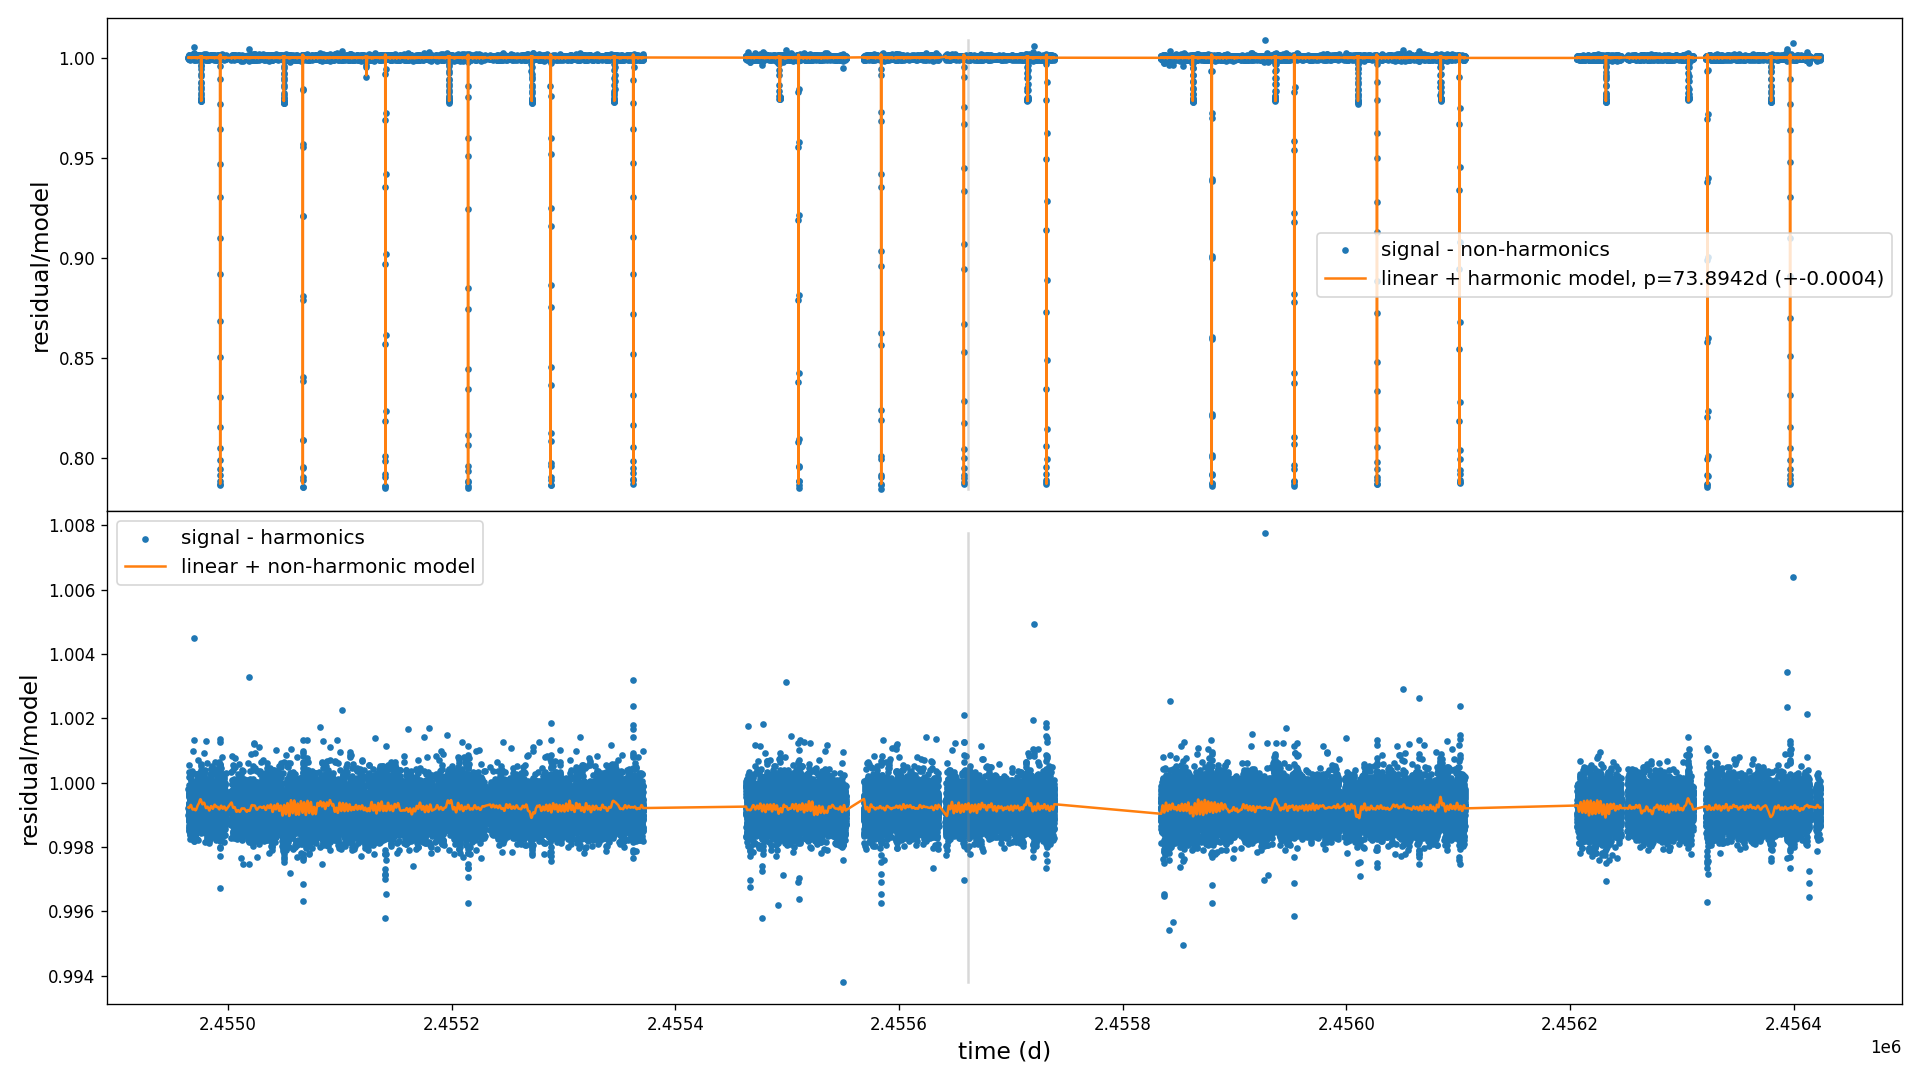 residual/model
1.00
0.95
0.90
0.85
0.80
signal - non-harmonics
linear + harmonic model, p=73.8942d (+-0.0004)
residual/model
1.008
1.006
1.004
1.002
1.000
0.998
0.996
0.994
signal - harmonics
linear + non-harmonic model
2.4550 2.4552 2.4554 2.4556 2.4558 2.4560 2.4562 2.4564
time (d)
1e6